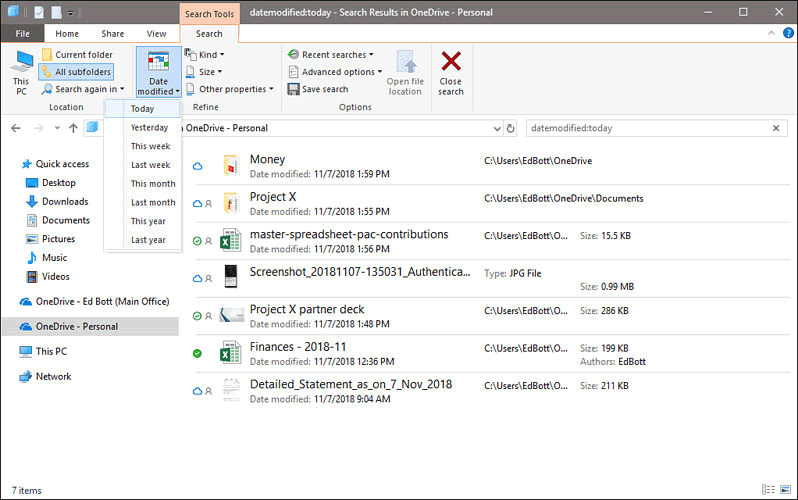 Search Tools
datemodified:today - Search Results in OneDrive - Personal
File Home Share View Search
This PC
Current folder
All subfolders
Search again in
Location
Date modified
Kind
Size
Other properties
Refine
Recent searches
Advanced options
Save search
Open file location
Options
Close search
Today
Yesterday
This week
Last week
This month
Last month
This year
Last year
n OneDrive - Personal
datemodified:today
Quick access
Desktop
Downloads
Documents
Pictures
Music
Videos
OneDrive - Ed Bott (Main Office)
OneDrive - Personal
This PC
Network
Money C:\Users\EdBott\OneDrive
Date modified: 11/7/2018 1:59 PM
Project X C:\Users\EdBott\OneDrive\Documents
Date modified: 11/7/2018 1:55 PM
master-spreadsheet-pac-contributions C:\Users\EdBott\O... Size: 15.5 KB
Date modified: 11/7/2018 1:56 PM
Screenshot_20181107-135031_Authentica... Type: JPG File
Size: 0.99 MB
Project X partner deck C:\Users\EdBott\O... Size: 286 KB
Date modified: 11/7/2018 1:48 PM
Finances - 2018-11 C:\Users\EdBott\O... Size: 199 KB
Date modified: 11/7/2018 12:36 PM Authors: EdBott
Detailed_Statement_as_on_7_Nov_2018 C:\Users\EdBott\O... Size: 211 KB
Date modified: 11/7/2018 9:04 AM
7 items